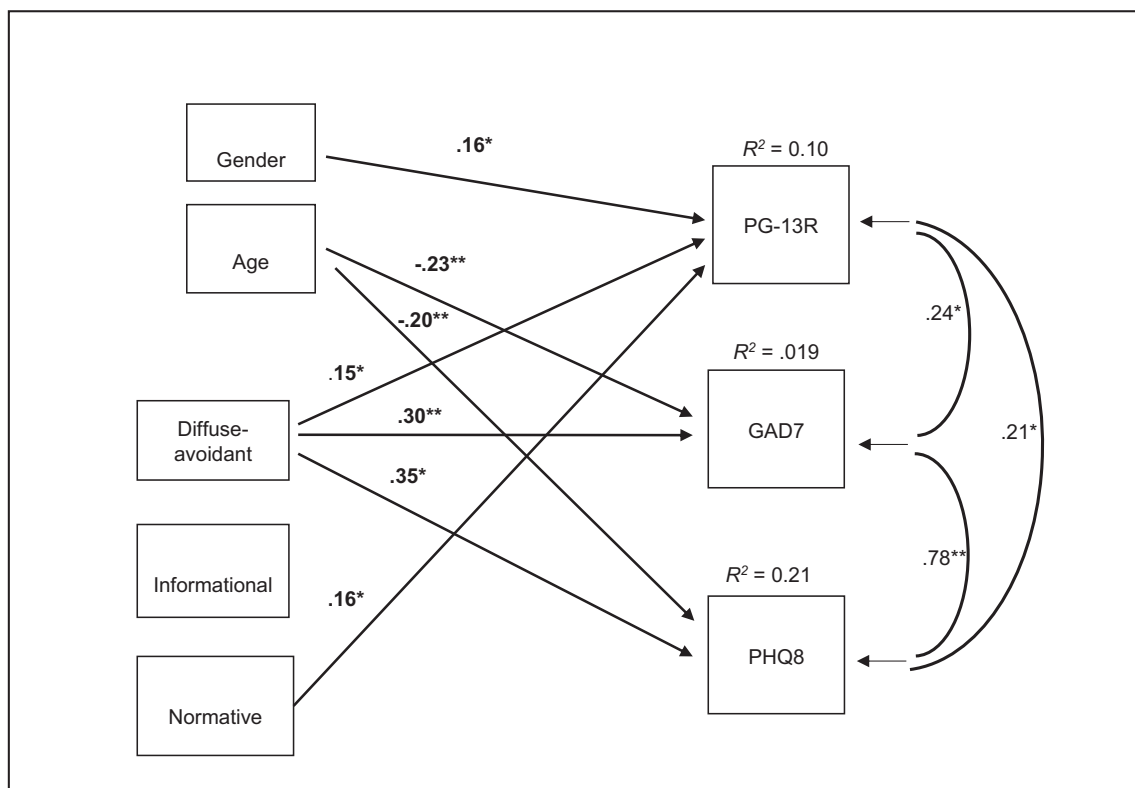 Gender
.16*
R² = 0.10
PG-13R
Age
-.23**
-.20**
.24*
R² = .019
.15*
Diffuse-
avoidant
.30**
GAD7
.21*
.35*
Informational
.78**
R² = 0.21
.16*
PHQ8
Normative